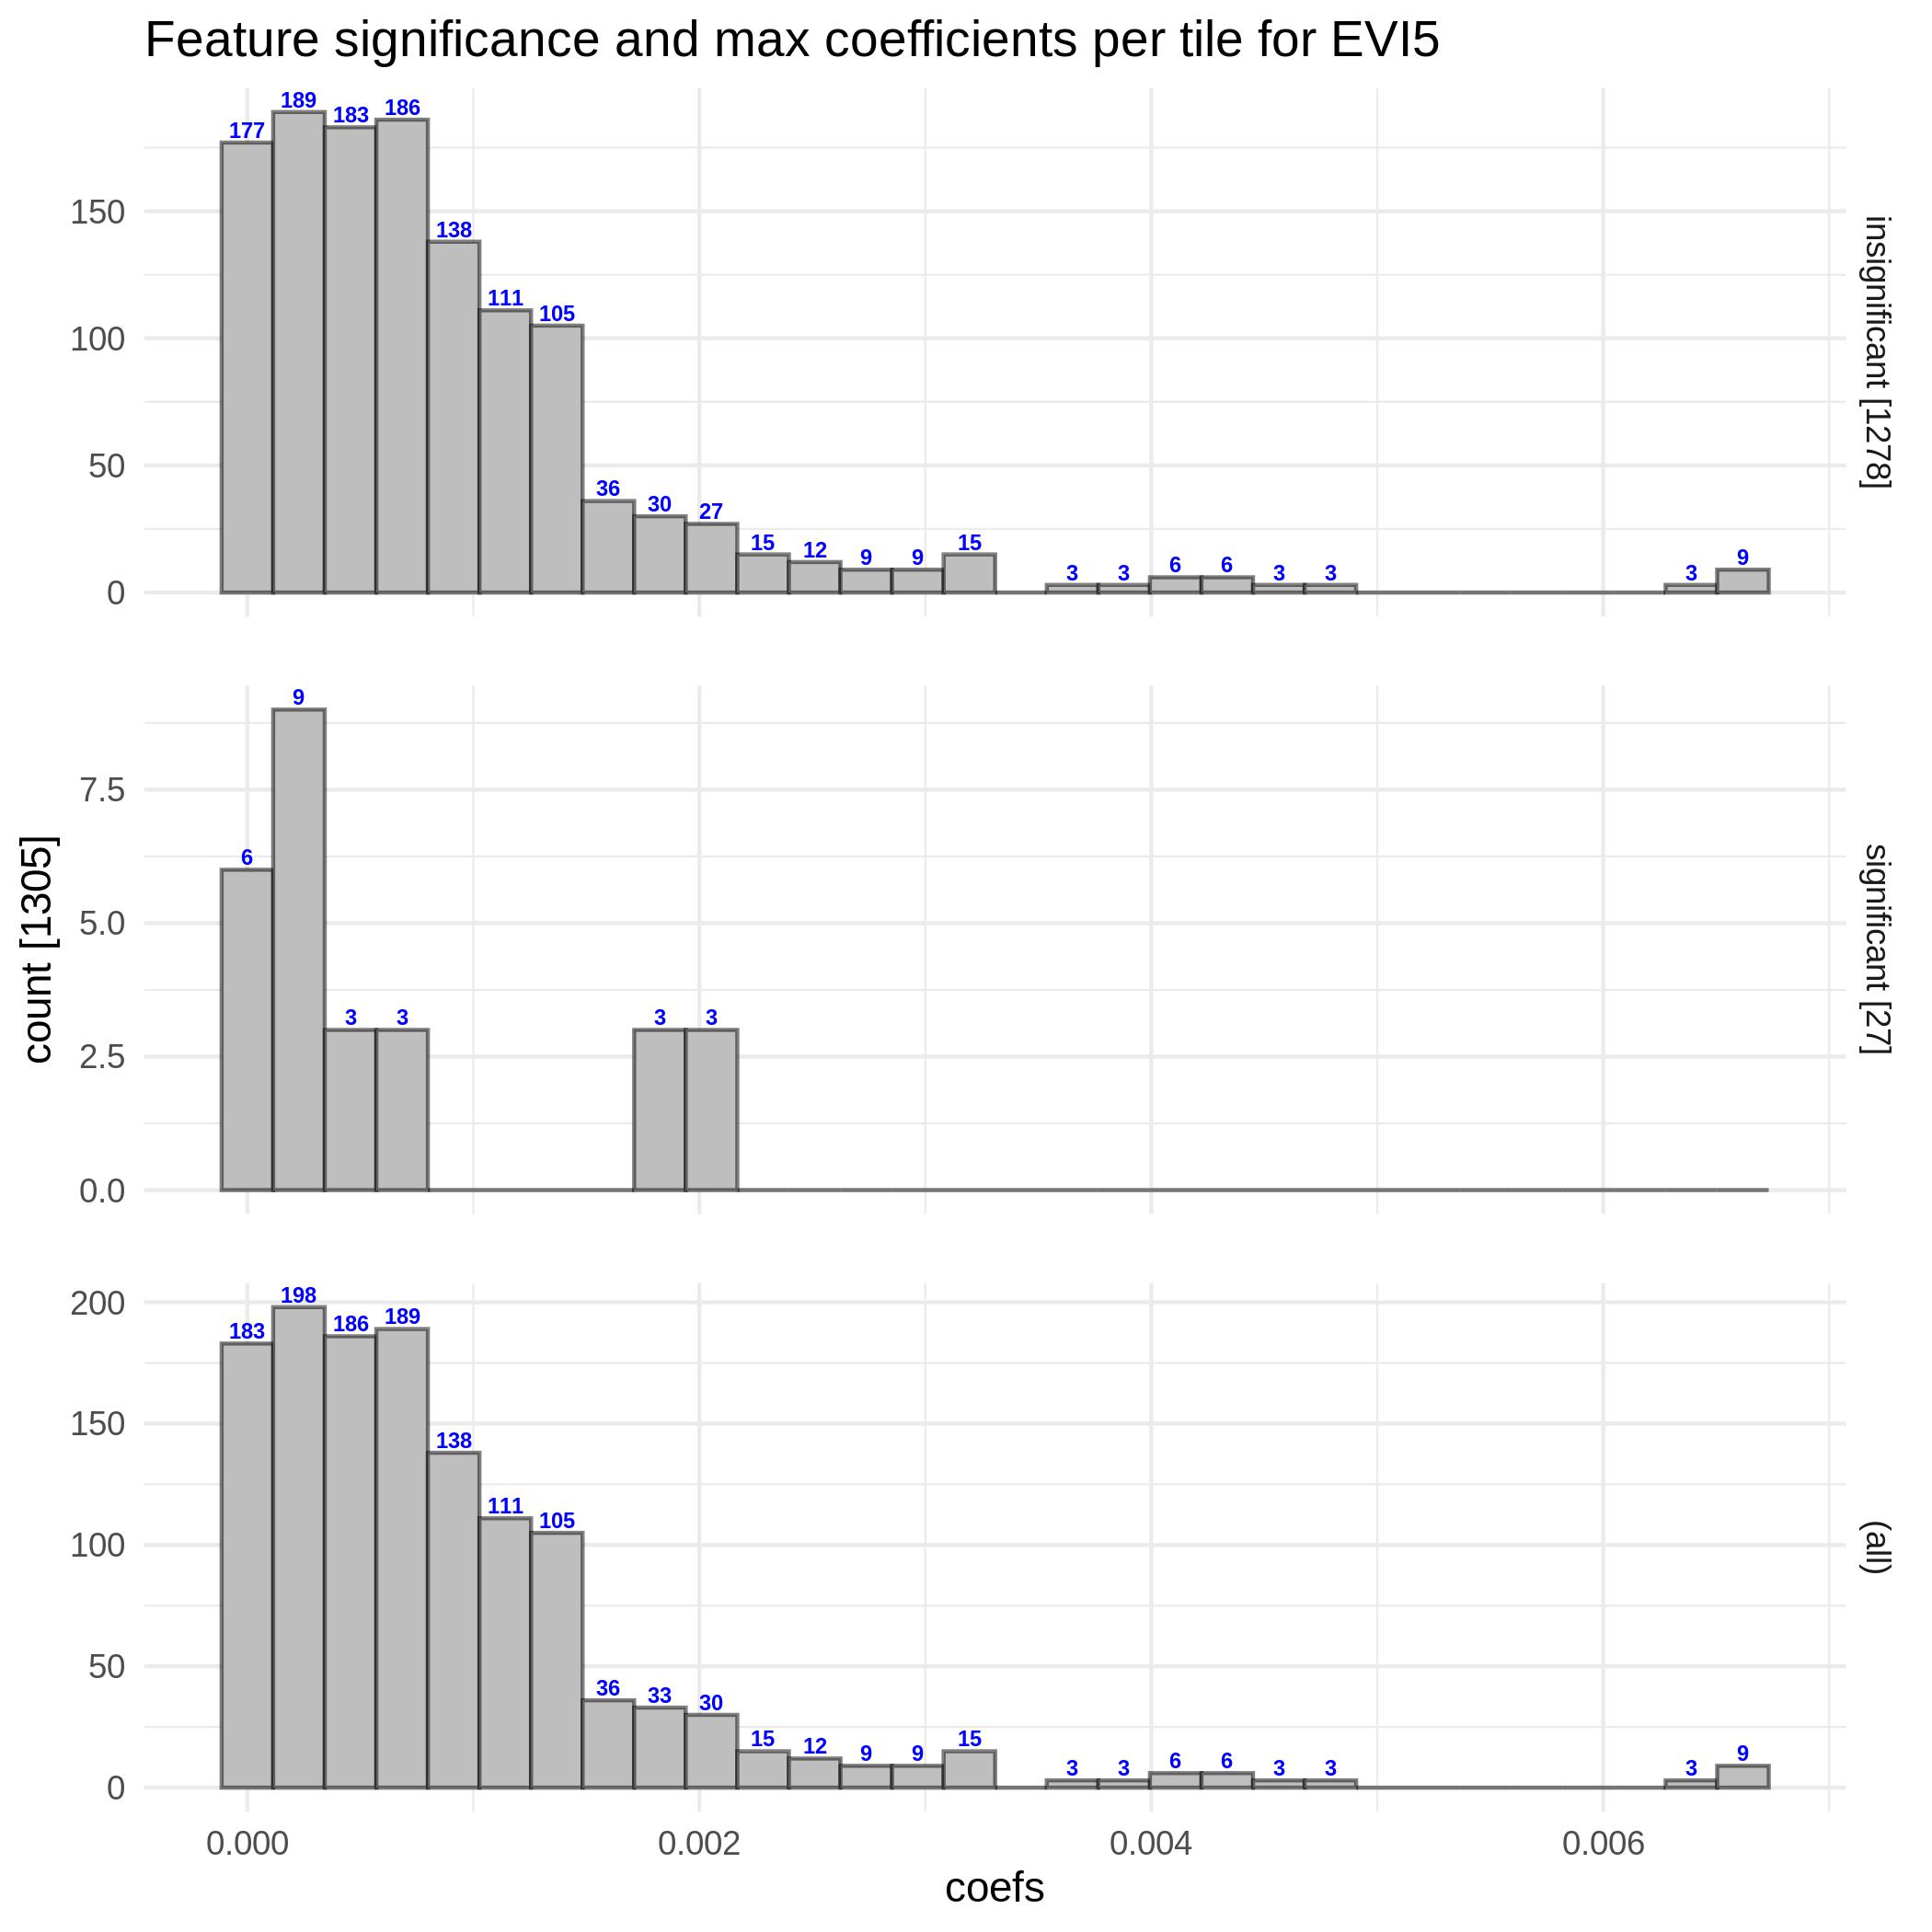 Feature significance and max coefficients per tile for EVI5
177 189 183 186 138 111 105 36 30 27 15 12 9 9 15 3 3 6 6 3 3 3 9
150
100
50
0
insignificant [1278]
6 9 3 3 3 3
7.5
5.0
2.5
0.0
count [1305]
significant [27]
183 198 186 189 138 111 105 36 33 30 15 12 9 9 15 3 3 6 6 3 3 3 9
200
150
100
50
0
(all)
0.000 0.002 0.004 0.006
coefs